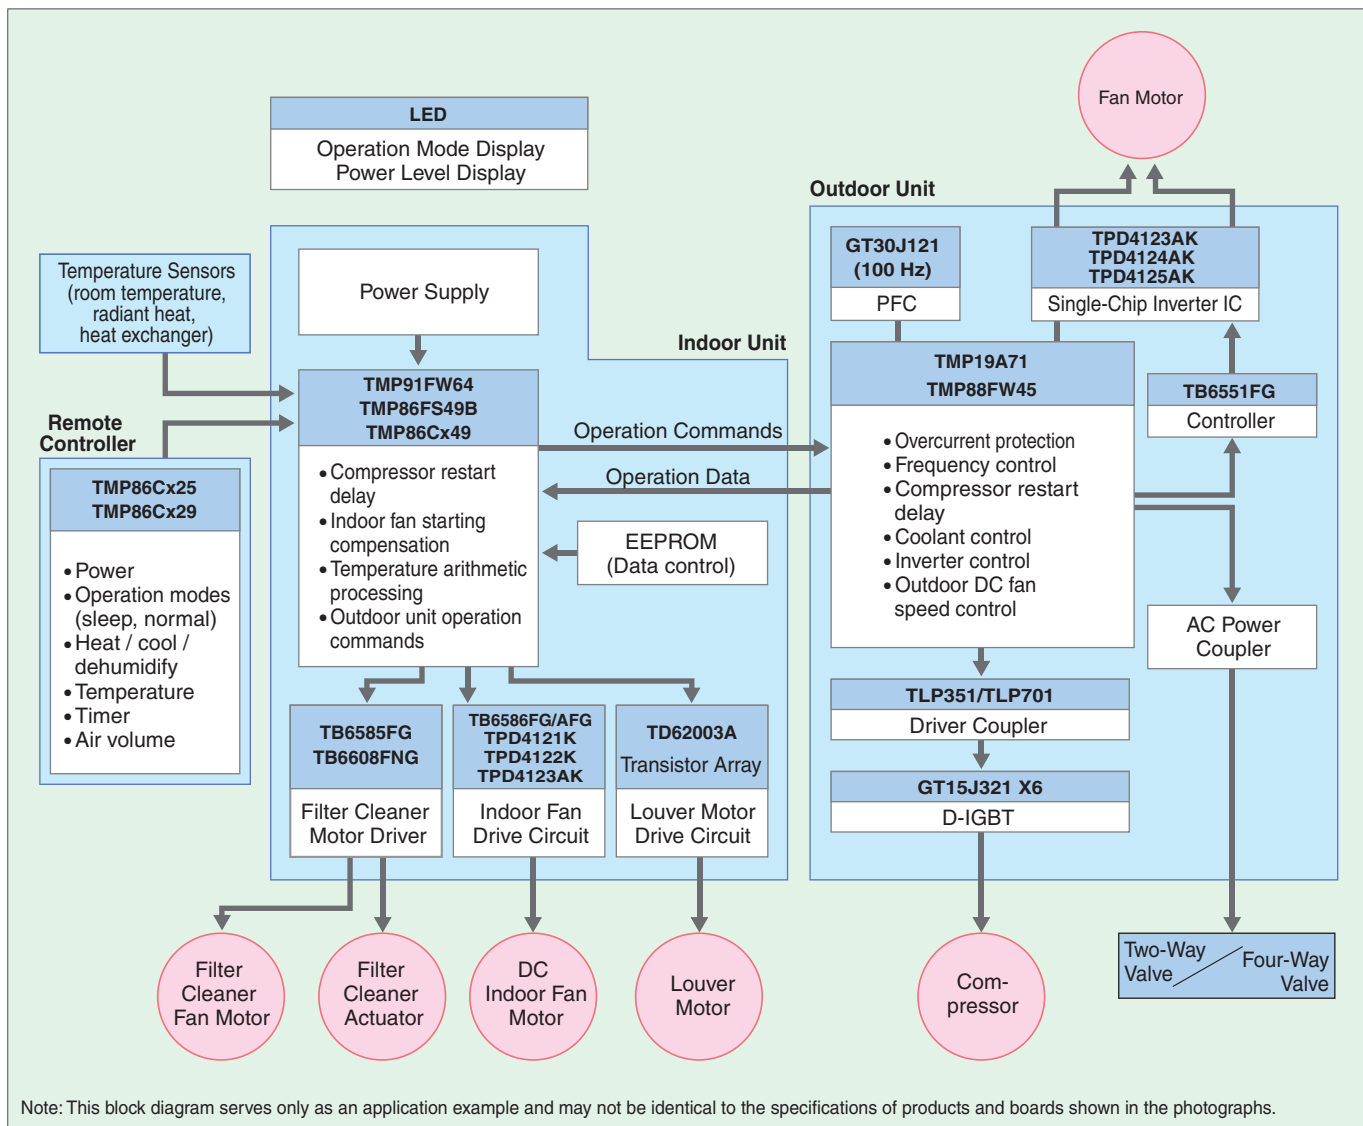 Fan Motor
LED
Operation Mode Display
Power Level Display
Outdoor Unit
GT30J121
(100 Hz)
PFC
TPD4123AK
TPD4124AK
TPD4125AK
Single-Chip Inverter IC
Temperature Sensors
(room temperature,
radiant heat,
heat exchanger)
Power Supply
Indoor Unit
TMP91FW64
TMP86FS49B
TMP86Cx49
• Compressor restart
delay
• Indoor fan starting
compensation
• Temperature arithmetic
processing
• Outdoor unit operation
commands
TMP19A71
TMP88FW45
• Overcurrent protection
• Frequency control
• Compressor restart
delay
• Coolant control
• Inverter control
• Outdoor DC fan
speed control
TB6551FG
Controller
Remote
Controller
TMP86Cx25
TMP86Cx29
• Power
• Operation modes
(sleep, normal)
• Heat / cool /
dehumidify
• Temperature
• Timer
• Air volume
Operation Commands
Operation Data
EEPROM
(Data control)
AC Power
Coupler
TB6585FG
TB6608FNG
Filter Cleaner
Motor Driver
TB6586FG/AFG
TPD4121K
TPD4122K
TPD4123AK
Indoor Fan
Drive Circuit
TD62003A
Transistor Array
Louver Motor
Drive Circuit
TLP351/TLP701
Driver Coupler
GT15J321 X6
D-IGBT
Filter
Cleaner
Fan Motor
Filter
Cleaner
Actuator
DC
Indoor Fan
Motor
Louver
Motor
Com-
pressor
Two-Way
Valve
Four-Way
Valve
Note: This block diagram serves only as an application example and may not be identical to the specifications of products and boards shown in the photographs.